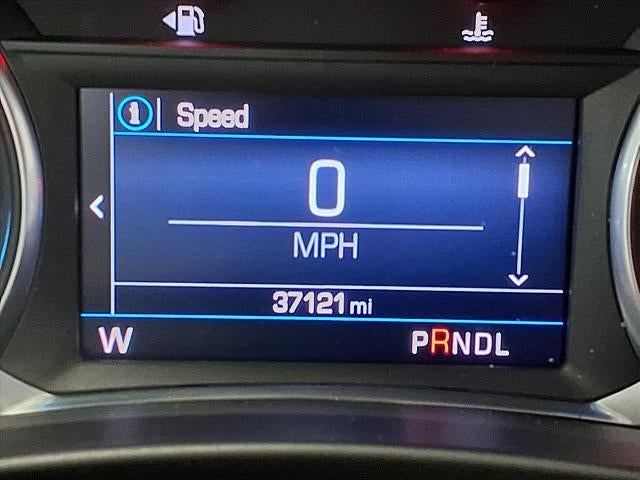 i Speed
0
MPH
37121 mi
W PRNDL